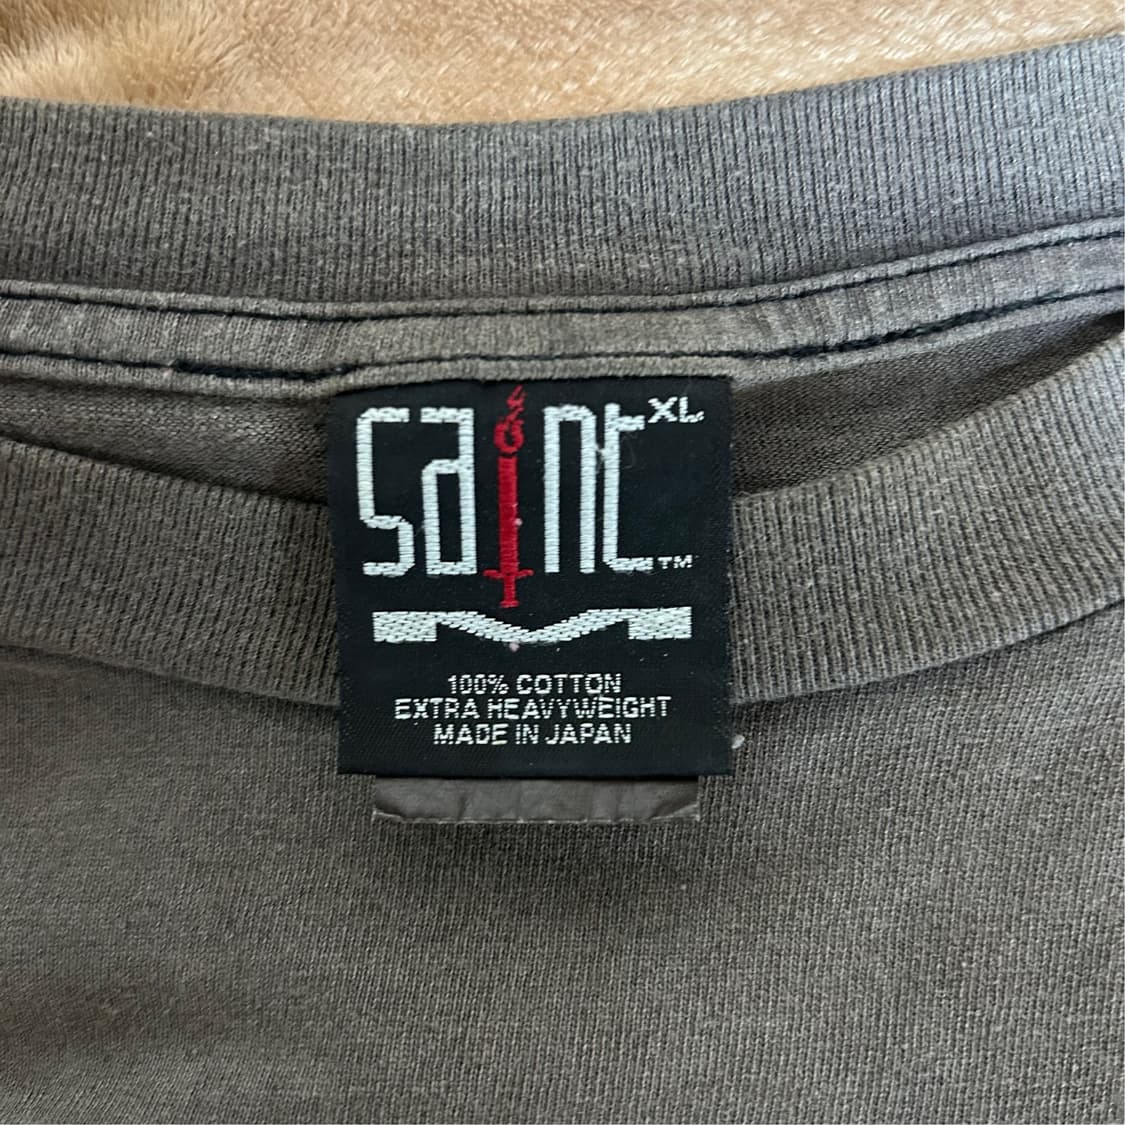 saint XL
TM
100% COTTON
EXTRA HEAVYWEIGHT
MADE IN JAPAN